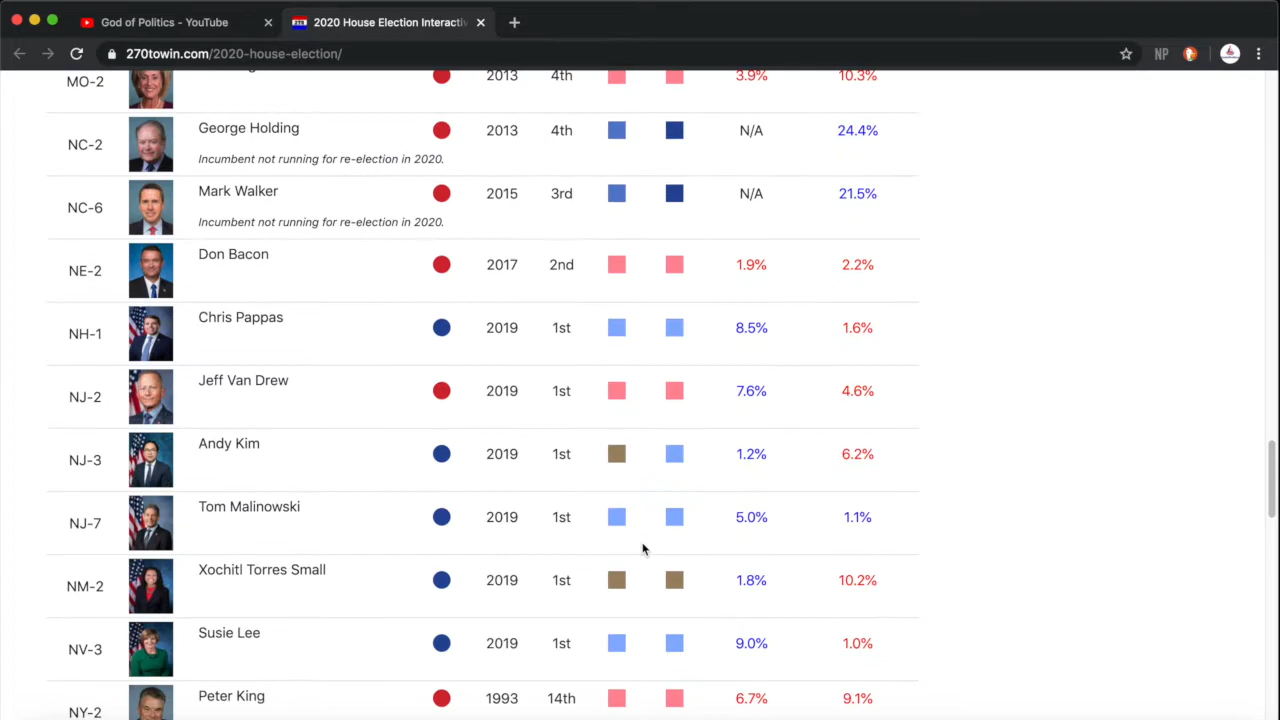 God of Politics - YouTube
2020 House Election Interactiv
270towin.com/2020-house-election/
NP
MO-2 2013 4th 3.9% 10.3%
NC-2 George Holding 2013 4th N/A 24.4%
Incumbent not running for re-election in 2020.
NC-6 Mark Walker 2015 3rd N/A 21.5%
Incumbent not running for re-election in 2020.
NE-2 Don Bacon 2017 2nd 1.9% 2.2%
NH-1 Chris Pappas 2019 1st 8.5% 1.6%
NJ-2 Jeff Van Drew 2019 1st 7.6% 4.6%
NJ-3 Andy Kim 2019 1st 1.2% 6.2%
NJ-7 Tom Malinowski 2019 1st 5.0% 1.1%
NM-2 Xochitl Torres Small 2019 1st 1.8% 10.2%
NV-3 Susie Lee 2019 1st 9.0% 1.0%
NY-2 Peter King 1993 14th 6.7% 9.1%